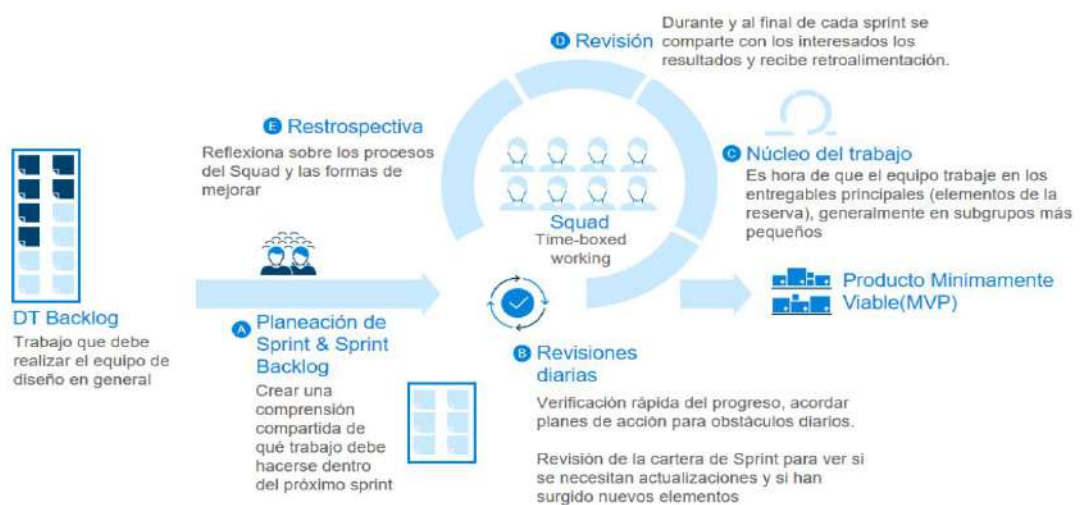 D Revisión
Durante y al final de cada sprint se
comparte con los interesados los
resultados y recibe retroalimentación.
E Restrospectiva
Reflexiona sobre los procesos
del Squad y las formas de
mejorar
C Núcleo del trabajo
Es hora de que el equipo trabaje en los
entregables principales (elementos de la
reserva), generalmente en subgrupos más
pequeños
Squad
Time-boxed
working
DT Backlog
Trabajo que debe
realizar el equipo de
diseño en general
A Planeación de
Sprint & Sprint
Backlog
Crear una
comprensión
compartida de
qué trabajo debe
hacerse dentro
del próximo sprint
B Revisiones
diarias
Verificación rápida del progreso, acordar
planes de acción para obstáculos diarios.
Revisión de la cartera de Sprint para ver si
se necesitan actualizaciones y si han
surgido nuevos elementos
Producto Minimamente
Viable(MVP)